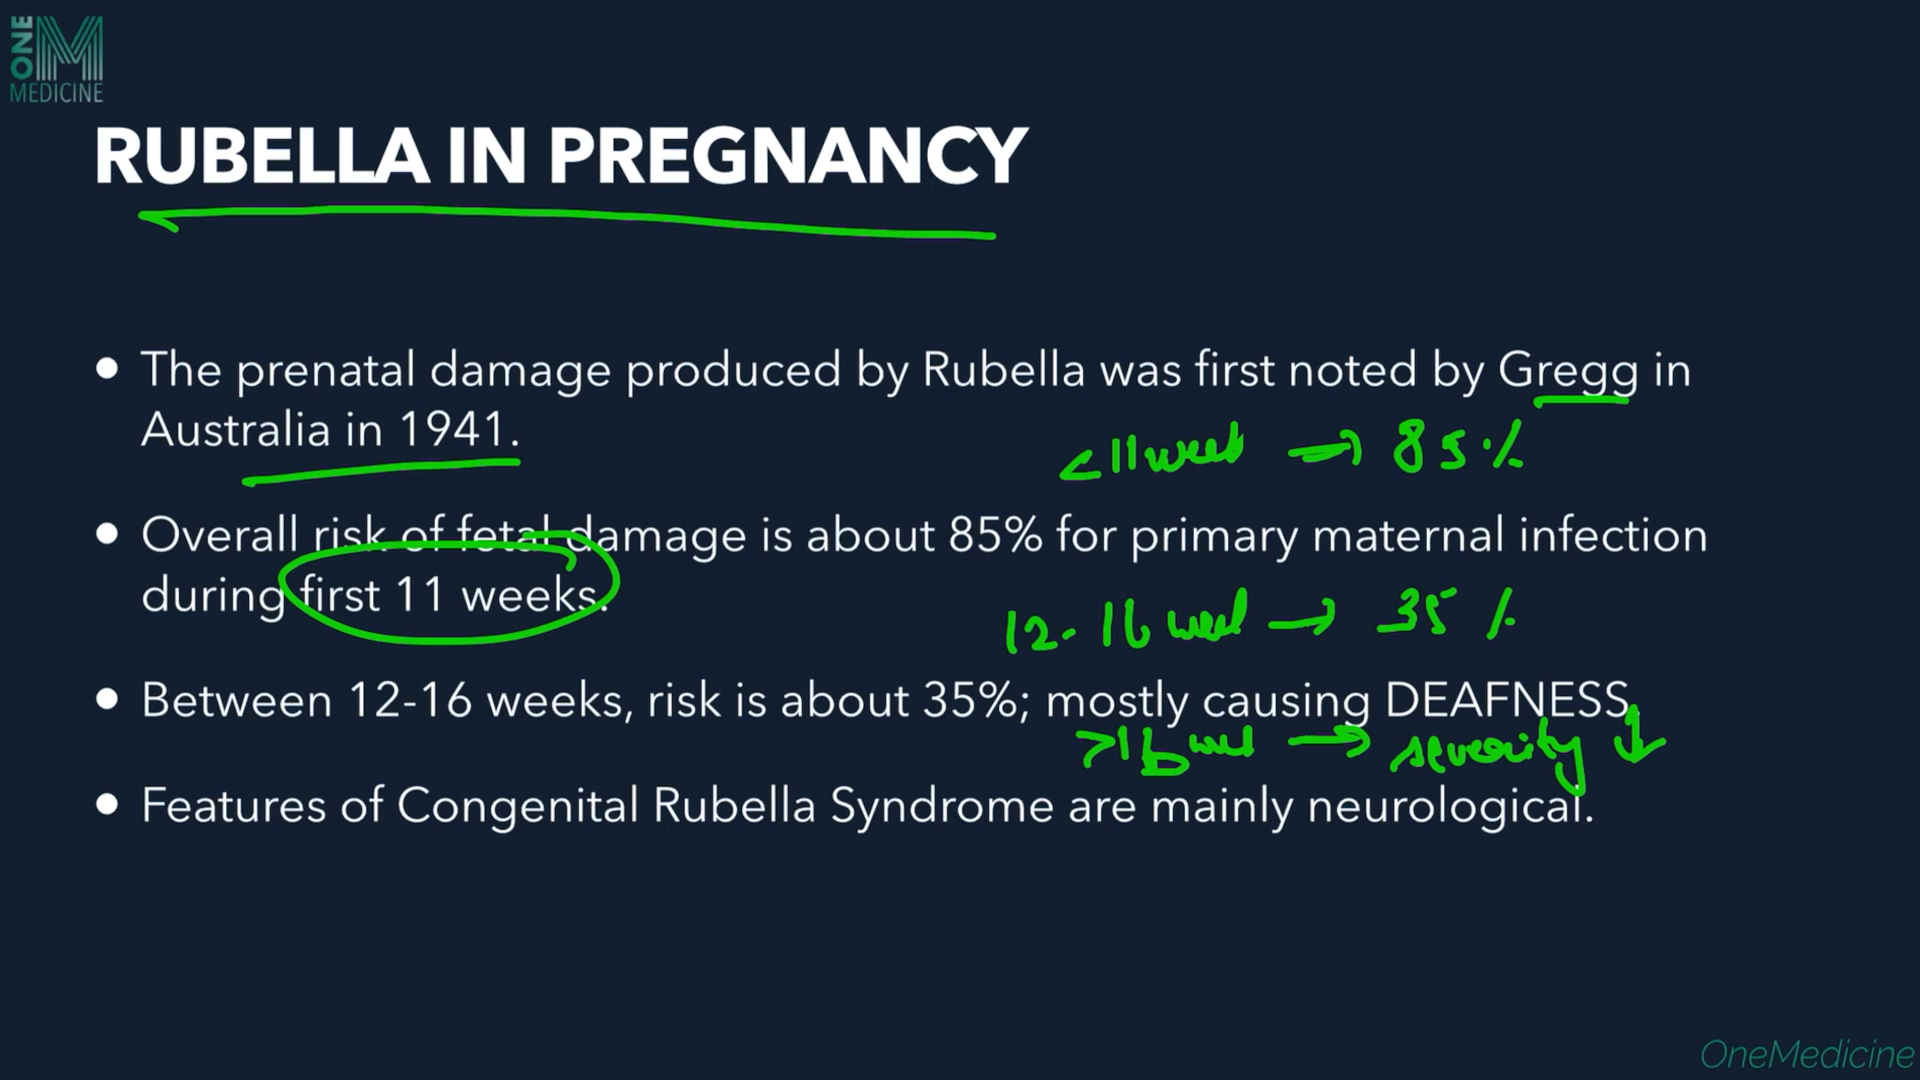 ONE
MEDICINE
RUBELLA IN PREGNANCY
• The prenatal damage produced by Rubella was first noted by Gregg in
Australia in 1941.
<11 week → 85%
• Overall risk of fetal damage is about 85% for primary maternal infection
during first 11 weeks.
12-16 week → 35%
• Between 12-16 weeks, risk is about 35%; mostly causing DEAFNESS
>16 week → severity ↓
• Features of Congenital Rubella Syndrome are mainly neurological.
OneMedicine